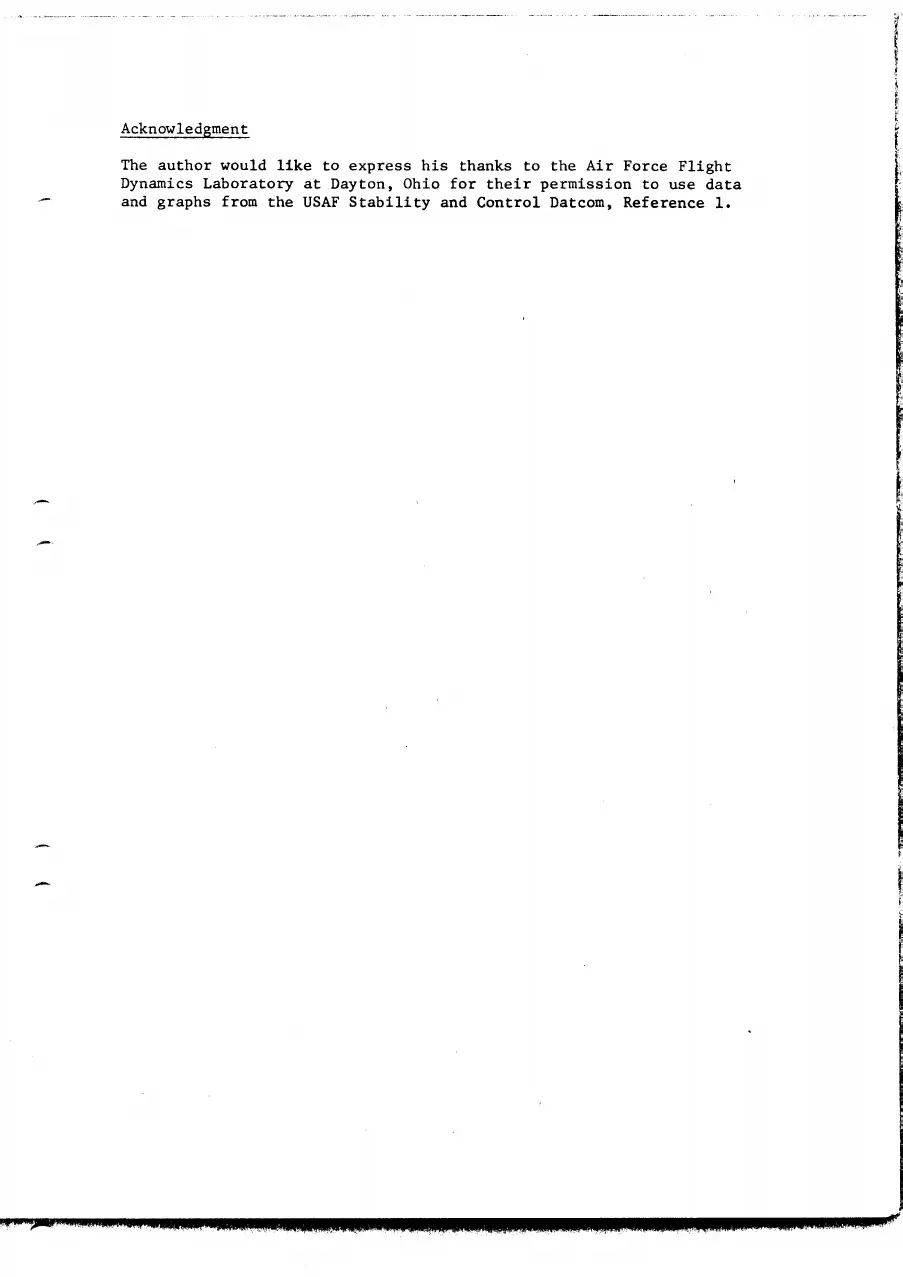 Acknowledgment
The author would like to express his thanks to the Air Force Flight
Dynamics Laboratory at Dayton, Ohio for their permission to use data
and graphs from the USAF Stability and Control Datcom, Reference 1.